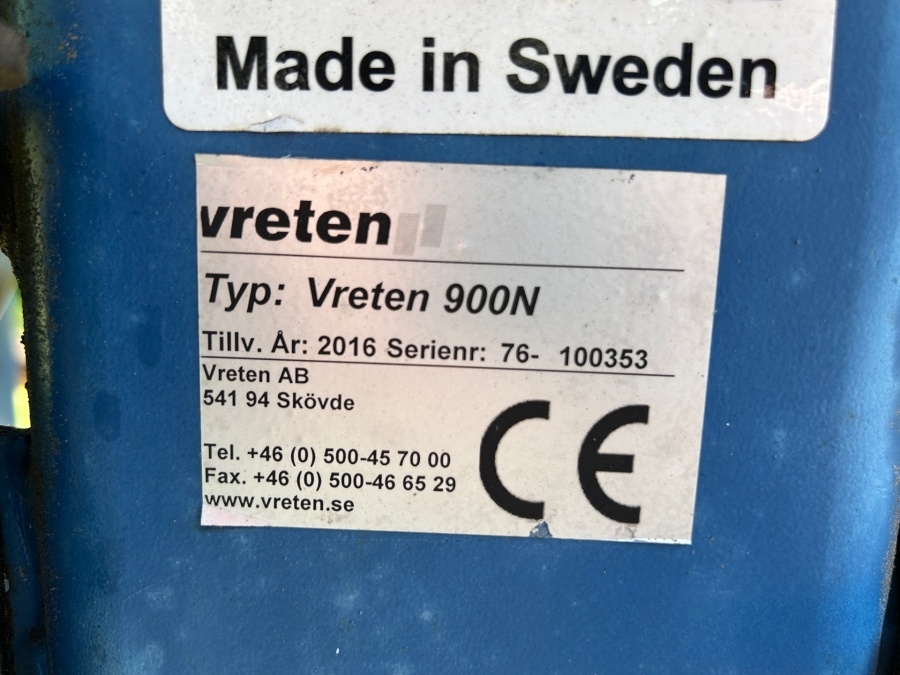 Made in Sweden
vreten
Typ: Vreten 900N
Tillv. År: 2016 Serienr: 76- 100353
Vreten AB
541 94 Skövde
Tel. +46 (0) 500-45 70 00
Fax. +46 (0) 500-46 65 29
www.vreten.se
CE